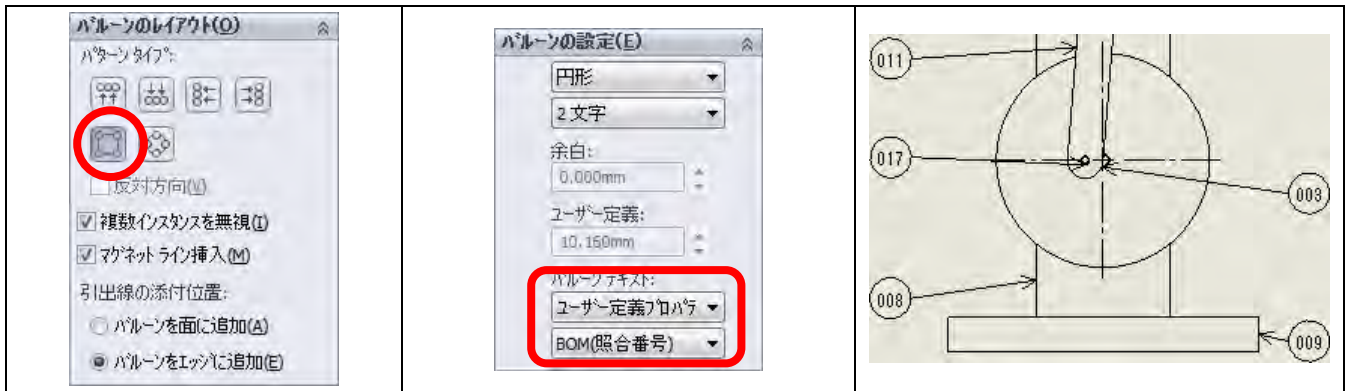 バルーンのレイアウト(O)
パターン タイプ:
反対方向(V)
複数インスタンスを無視(I)
マグネット ライン挿入(M)
引出線の添付位置:
バルーンを面に追加(A)
バルーンをエッジに追加(E)
バルーンの設定(E)
円形
2 文字
余白:
0.000mm
ユーザー定義:
10.160mm
バルーン テキスト:
ユーザー定義プロパテ
BOM(照合番号)
011
017
003
008
009